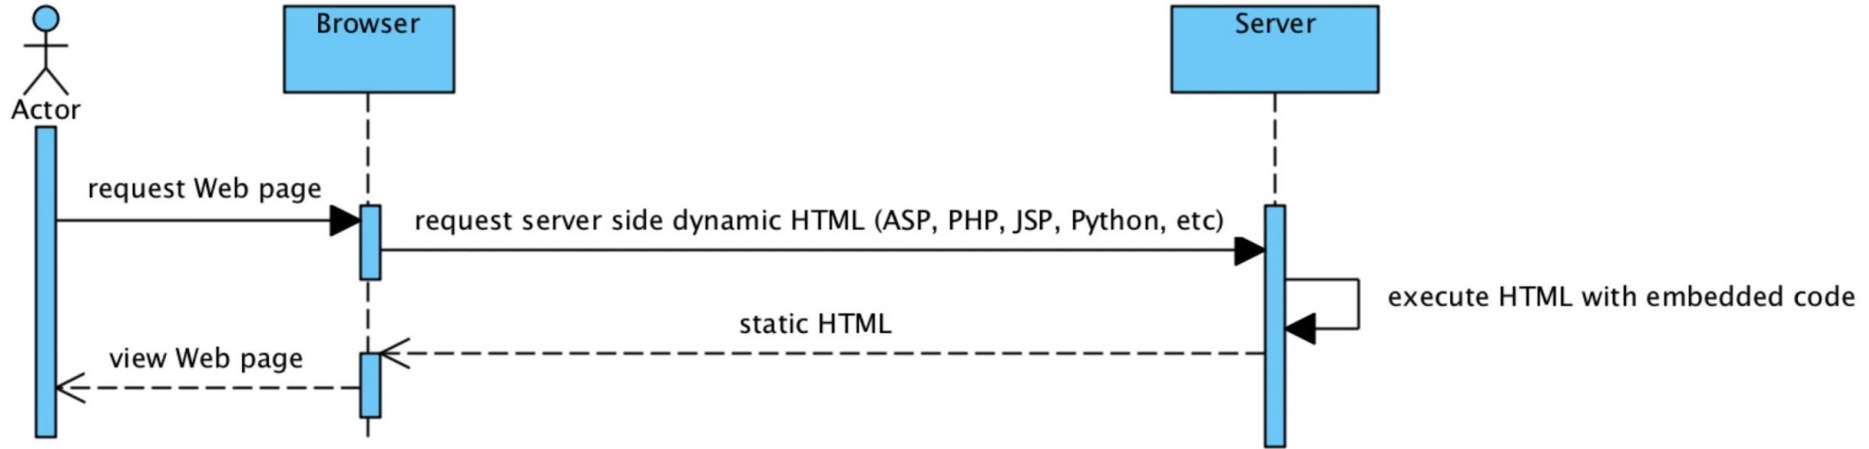 Browser
Server
Actor
request Web page
request server side dynamic HTML (ASP, PHP, JSP, Python, etc)
execute HTML with embedded code
static HTML
view Web page